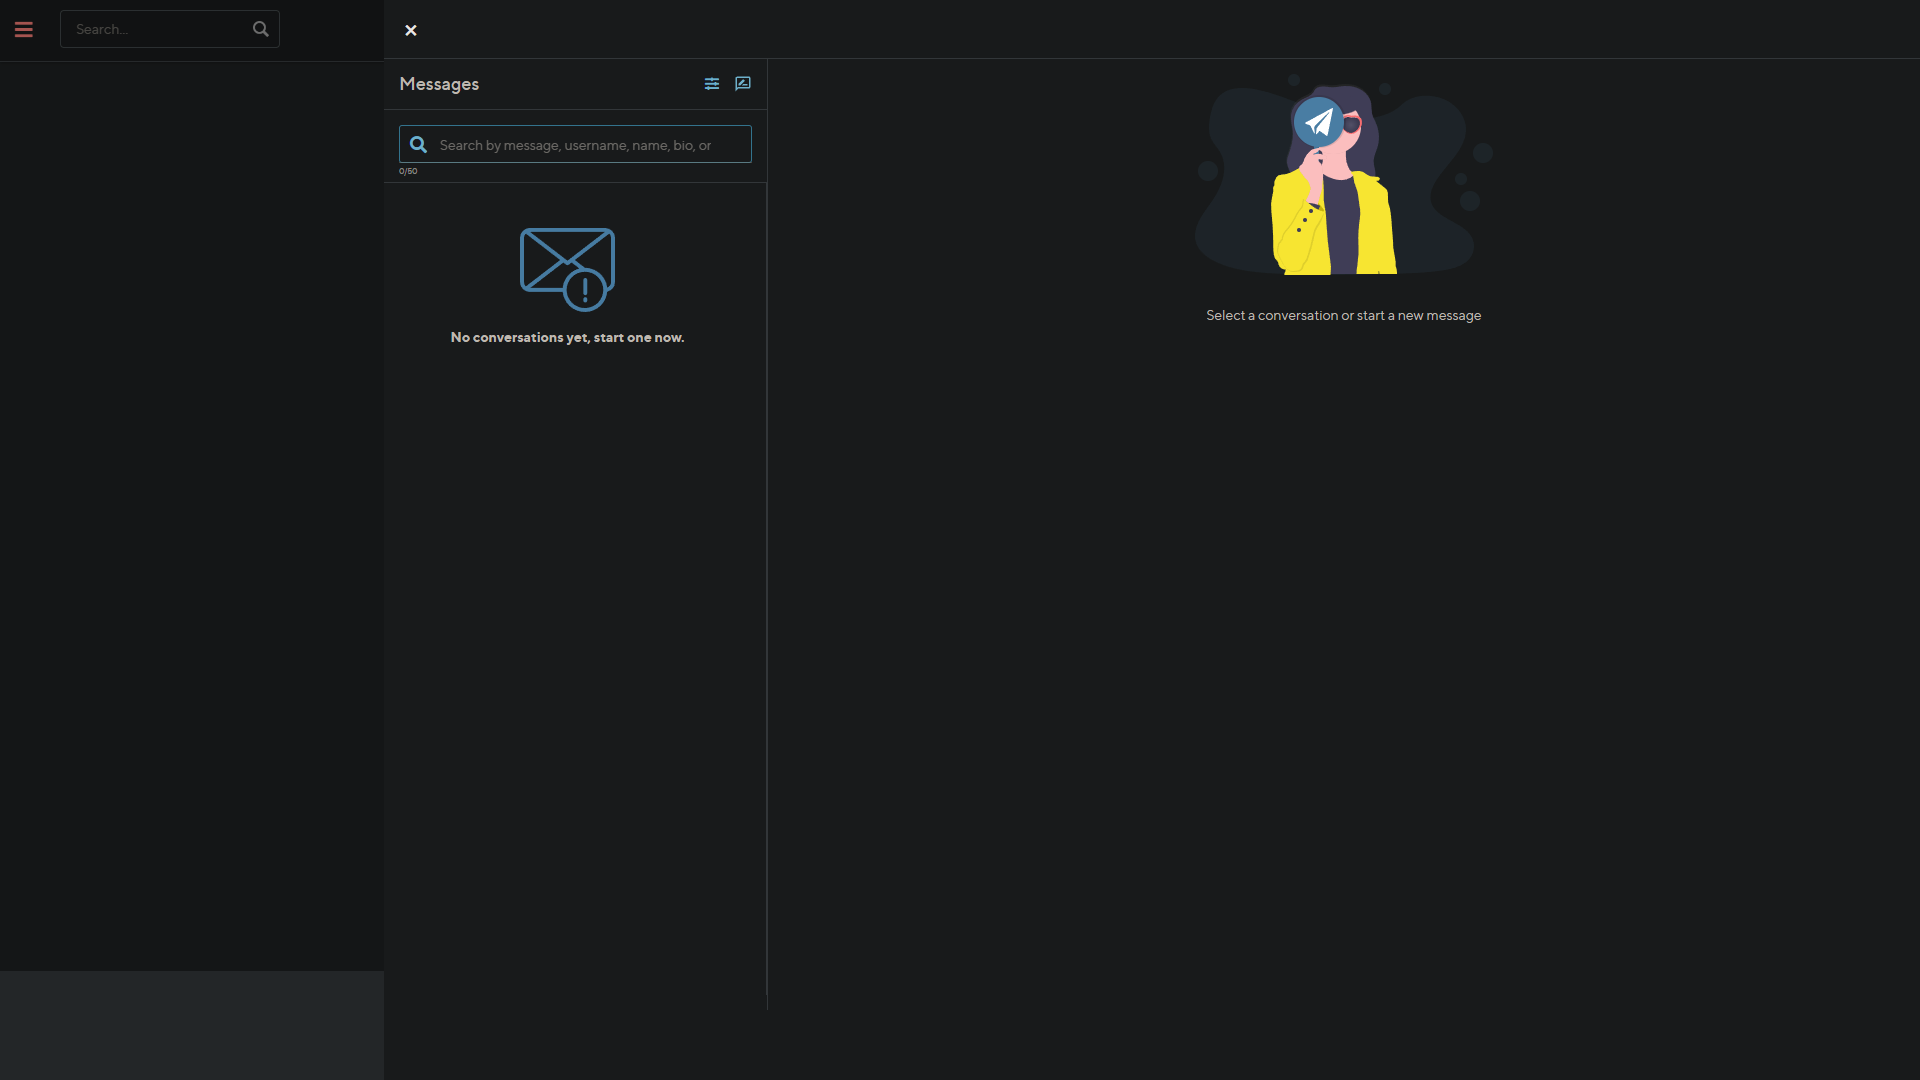 Search...
Messages
Search by message, username, name, bio, or
0/50
No conversations yet, start one now.
Select a conversation or start a new message